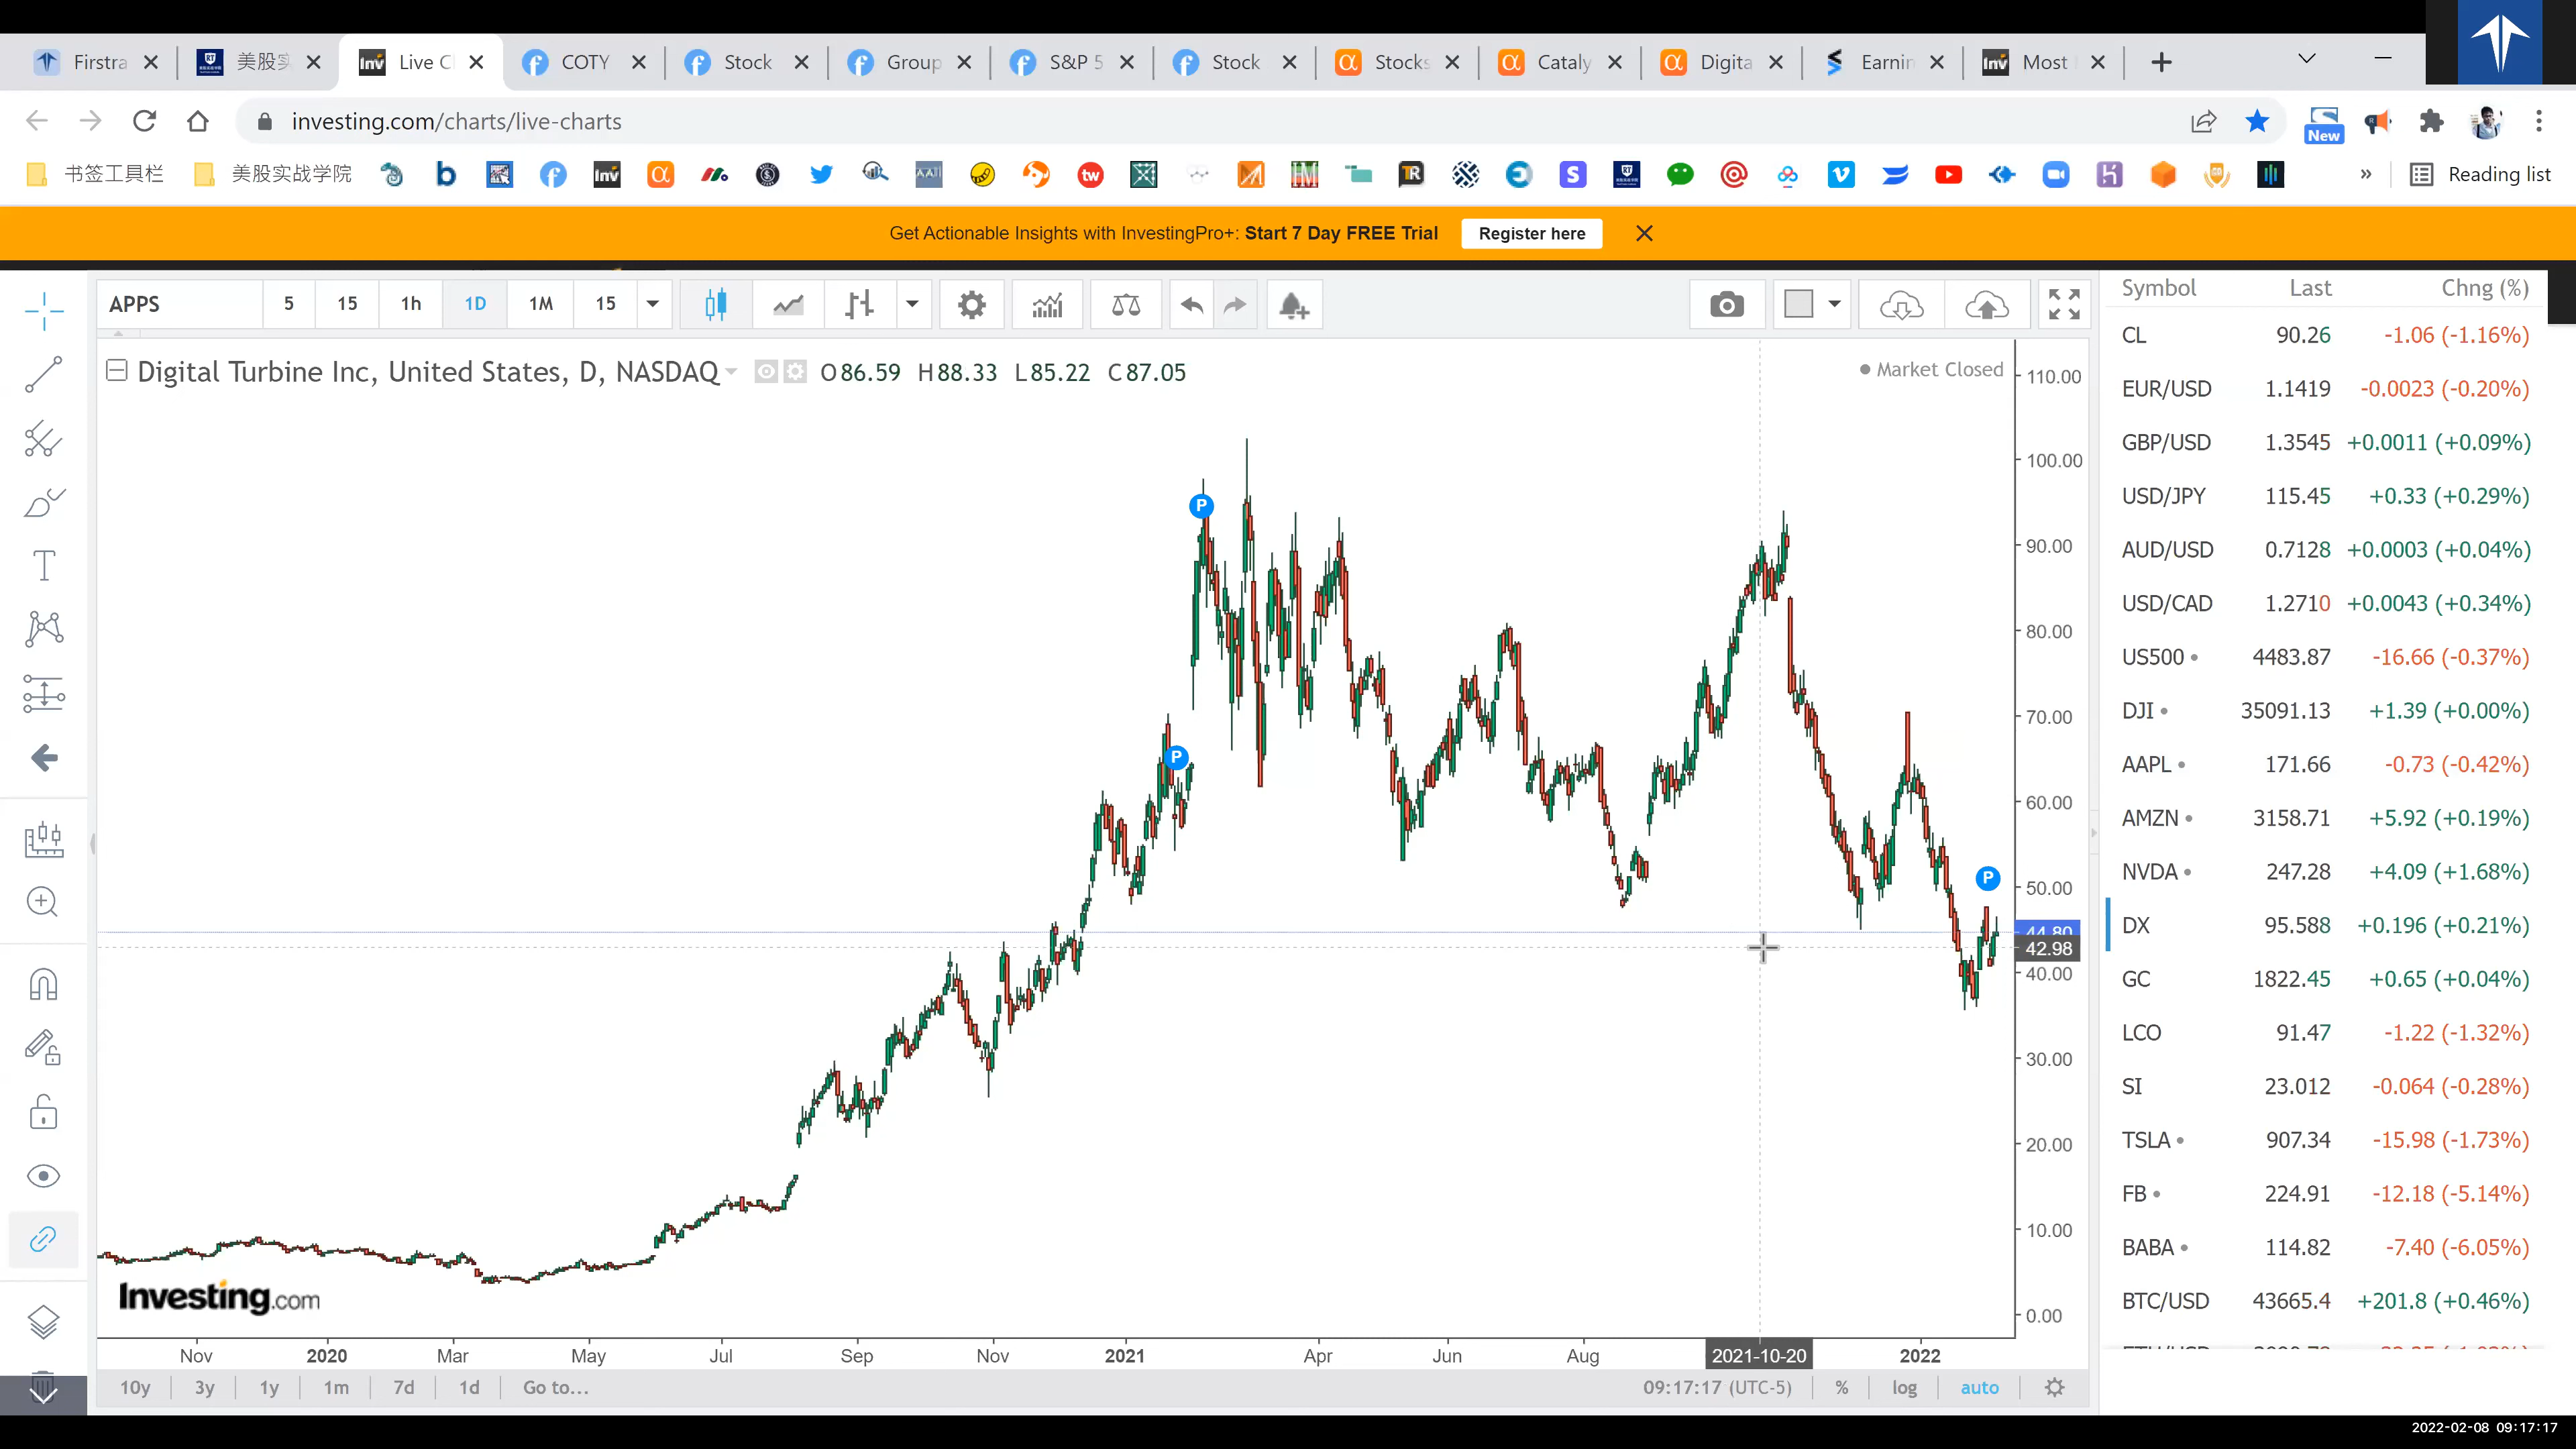 Firstra
美股实
Live C
COTY
Stock
Group
S&P 5
Stock
Stocks
Cataly
Digita
Earnin
Most
investing.com/charts/live-charts
New
书签工具栏
美股实战学院
Reading list
Get Actionable Insights with InvestingPro+: Start 7 Day FREE Trial
Register here
APPS 5 15 1h 1D 1M 15
Digital Turbine Inc, United States, D, NASDAQ O86.59 H88.33 L85.22 C87.05
Market Closed
110.00
100.00
90.00
80.00
70.00
60.00
50.00
44.80
42.98
40.00
30.00
20.00
10.00
0.00
P
P
P
Investing.com
Nov 2020 Mar May Jul Sep Nov 2021 Apr Jun Aug 2021-10-20 2022
10y 3y 1y 1m 7d 1d Go to... 09:17:17 (UTC-5) % log auto
Symbol Last Chng (%)
CL 90.26 -1.06 (-1.16%)
EUR/USD 1.1419 -0.0023 (-0.20%)
GBP/USD 1.3545 +0.0011 (+0.09%)
USD/JPY 115.45 +0.33 (+0.29%)
AUD/USD 0.7128 +0.0003 (+0.04%)
USD/CAD 1.2710 +0.0043 (+0.34%)
US500 4483.87 -16.66 (-0.37%)
DJI 35091.13 +1.39 (+0.00%)
AAPL 171.66 -0.73 (-0.42%)
AMZN 3158.71 +5.92 (+0.19%)
NVDA 247.28 +4.09 (+1.68%)
DX 95.588 +0.196 (+0.21%)
GC 1822.45 +0.65 (+0.04%)
LCO 91.47 -1.22 (-1.32%)
SI 23.012 -0.064 (-0.28%)
TSLA 907.34 -15.98 (-1.73%)
FB 224.91 -12.18 (-5.14%)
BABA 114.82 -7.40 (-6.05%)
BTC/USD 43665.4 +201.8 (+0.46%)
2022-02-08 09:17:17